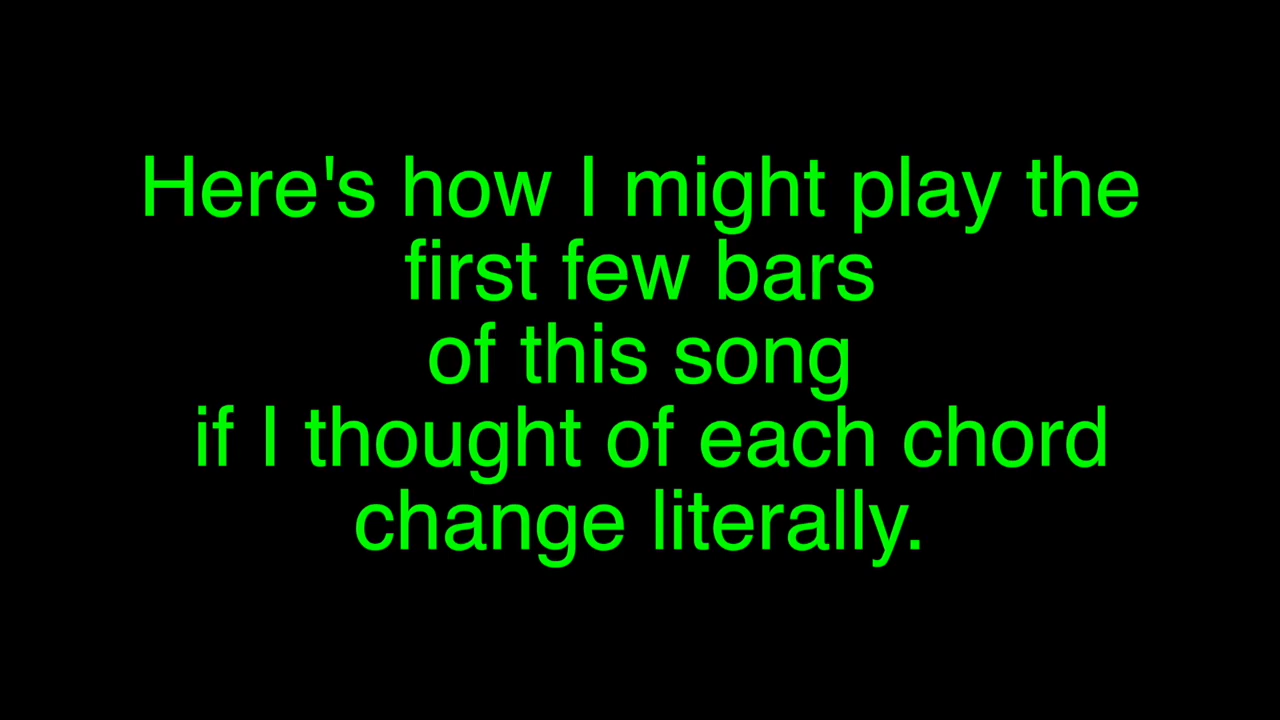 Here's how I might play the
first few bars
of this song
if I thought of each chord
change literally.